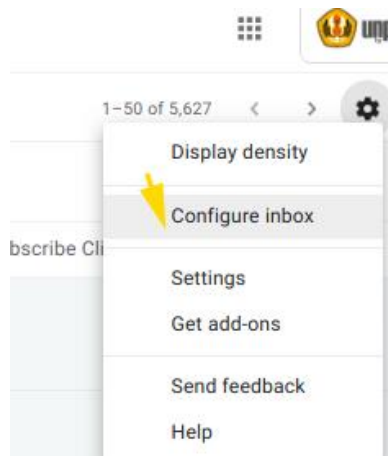 1–50 of 5,627
Display density
Configure inbox
bscribe Cli
Settings
Get add-ons
Send feedback
Help